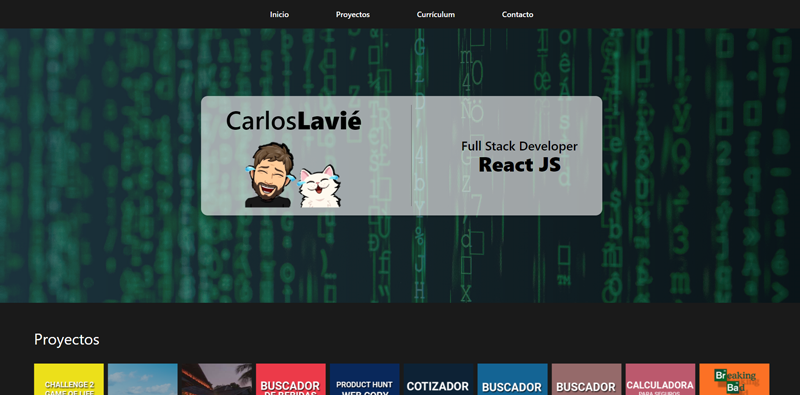 Inicio Proyectos Currículum Contacto
CarlosLavié
Full Stack Developer
React JS
Proyectos
CHALLENGE 2
GAME OF LIFE
BUSCADOR
DE BEBIDAS
PRODUCT HUNT
WEB COPY
COTIZADOR
BUSCADOR
BUSCADOR
CALCULADORA
PARA SEGUROS
Breaking
Bad